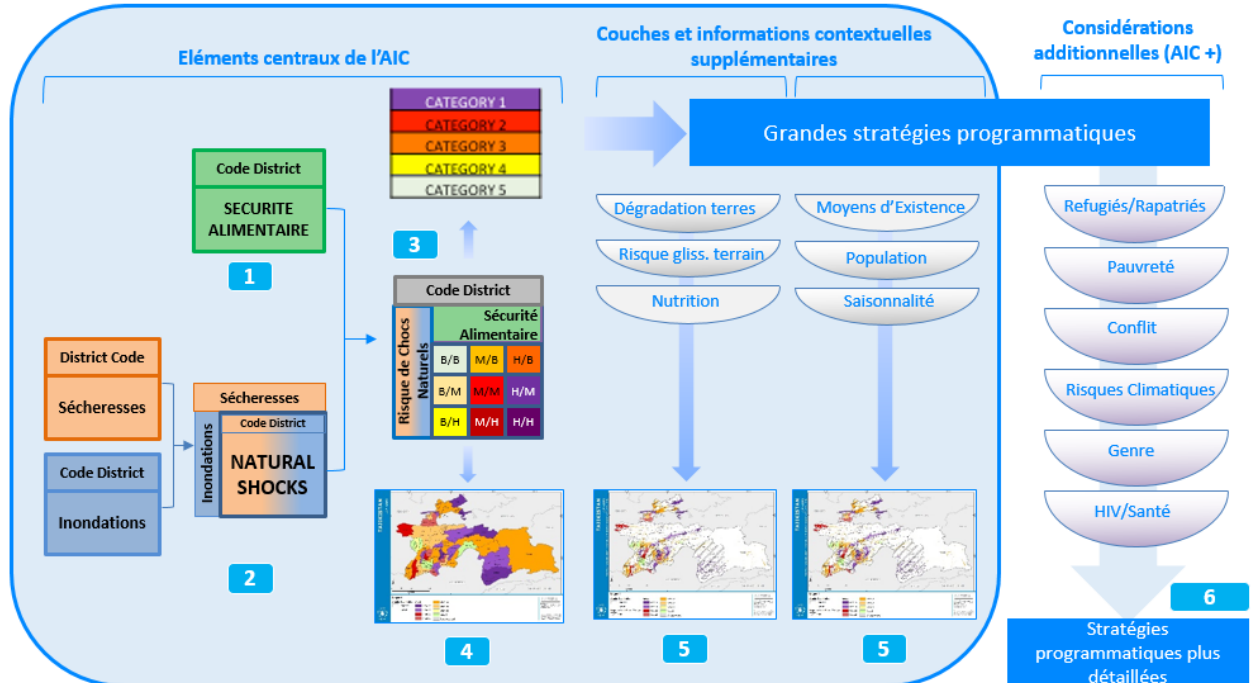 Eléments centraux de l'AIC
Couches et informations contextuelles
supplémentaires
Considérations
additionnelles (AIC +)
CATEGORY 1
CATEGORY 2
CATEGORY 3
CATEGORY 4
CATEGORY 5
Grandes stratégies programmatiques
Code District
SECURITE
ALIMENTAIRE
1
3
Code District
Risque de Chocs
Naturels
Sécurité
Alimentaire
B/B M/B H/B
B/M M/M H/M
B/H M/H H/H
District Code
Sécheresses
Code District
Inondations
Sécheresses
Inondations
Code District
NATURAL
SHOCKS
2
4
Dégradation terres
Risque gliss. terrain
Nutrition
5
Moyens d'Existence
Population
Saisonnalité
5
Refugiés/Rapatriés
Pauvreté
Conflit
Risques Climatiques
Genre
HIV/Santé
6
Stratégies
programmatiques plus
détaillées